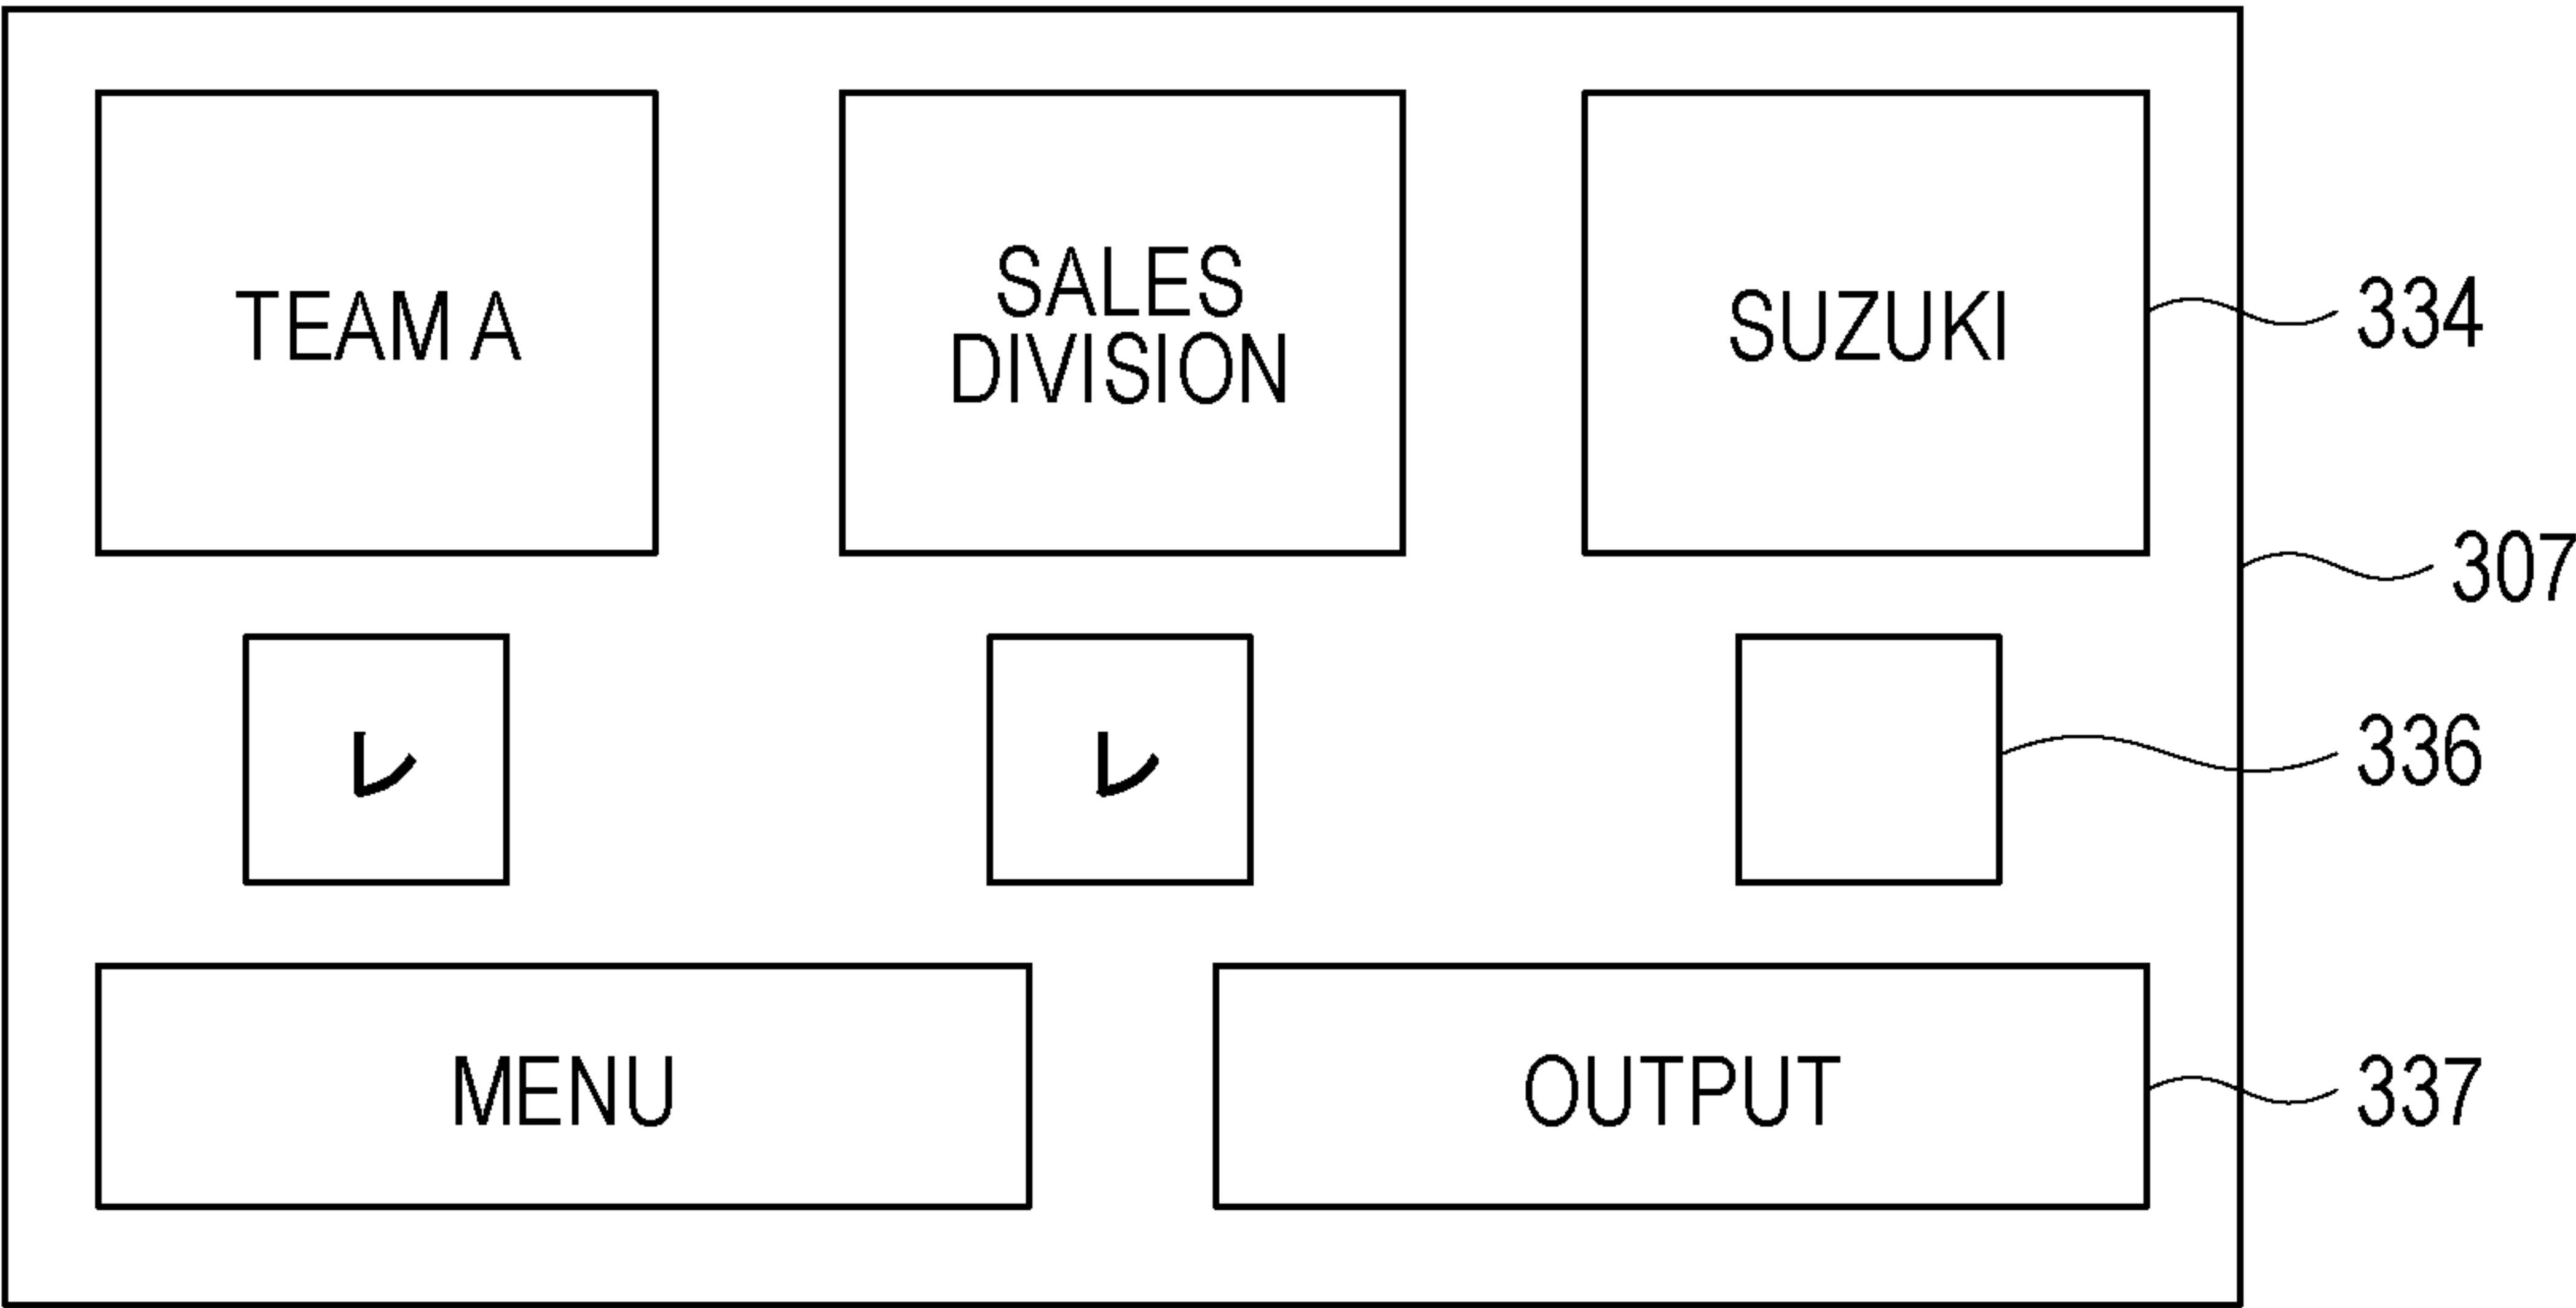 TEAM A
SALES
DIVISION
SUZUKI
334
307
レ
レ
336
MENU
OUTPUT
337